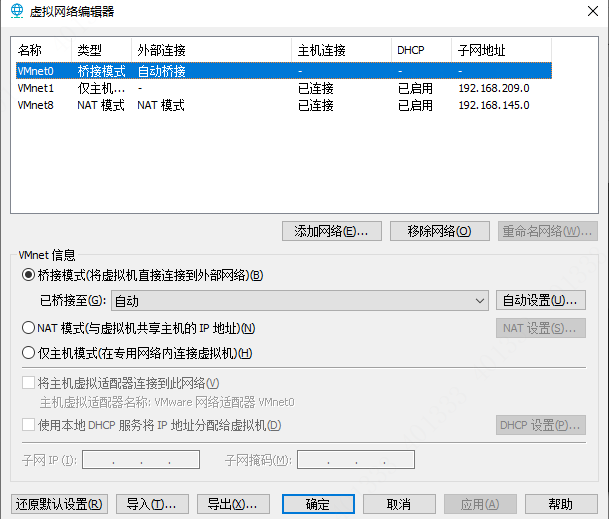 虚拟网络编辑器
名称 类型 外部连接 主机连接 DHCP 子网地址
VMnet0 桥接模式 自动桥接 - - -
VMnet1 仅主机... - 已连接 已启用 192.168.209.0
VMnet8 NAT 模式 NAT 模式 已连接 已启用 192.168.145.0
添加网络(E)... 移除网络(O) 重命名网络(W)...
VMnet 信息
桥接模式(将虚拟机直接连接到外部网络)(B)
已桥接至(G): 自动 自动设置(U)...
NAT 模式(与虚拟机共享主机的 IP 地址)(N) NAT 设置(S)...
仅主机模式(在专用网络内连接虚拟机)(H)
将主机虚拟适配器连接到此网络(V)
主机虚拟适配器名称: VMware 网络适配器 VMnet0
使用本地 DHCP 服务将 IP 地址分配给虚拟机(D) DHCP 设置(P)...
子网 IP (I): . . . 子网掩码(M): . . .
还原默认设置(R) 导入(T)... 导出(X)... 确定 取消 应用(A) 帮助